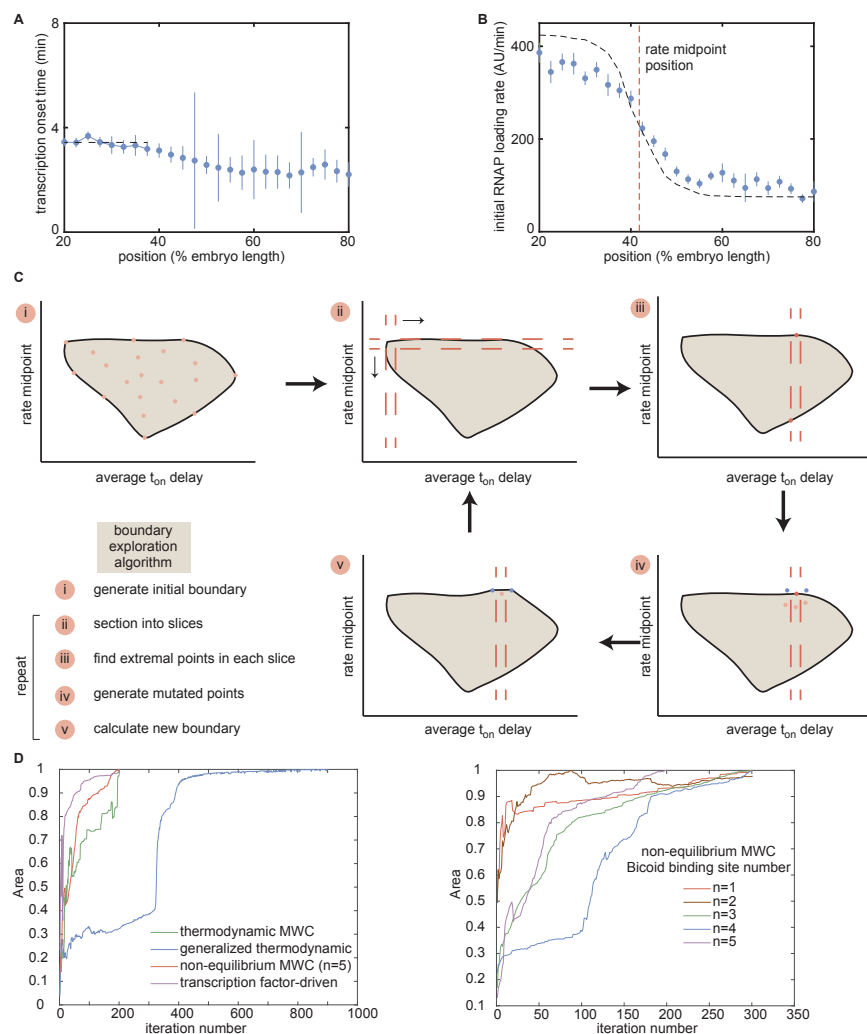 A
8
4
0
20
40
60
80
transcription onset time (min)
position (% embryo length)
B
400
200
0
20
40
60
80
initial RNAP loading rate (AU/min)
rate midpoint
position
position (% embryo length)
C
i
rate midpoint
average ton delay
ii
rate midpoint
average ton delay
iii
rate midpoint
average ton delay
boundary
exploration
algorithm
i generate initial boundary
ii section into slices
iii find extremal points in each slice
iv generate mutated points
v calculate new boundary
repeat
v
rate midpoint
average ton delay
iv
rate midpoint
average ton delay
D
1
0.9
0.8
0.7
0.6
0.5
0.4
0.3
0.2
0.1
0
Area
0 200 400 600 800 1000
iteration number
thermodynamic MWC
generalized thermodynamic
non-equilibrium MWC (n=5)
transcription factor-driven
1
0.9
0.8
0.7
0.6
0.5
0.4
0.3
0.2
0.1
Area
0 50 100 150 200 250 300 350
iteration number
non-equilibrium MWC
Bicoid binding site number
n=1
n=2
n=3
n=4
n=5